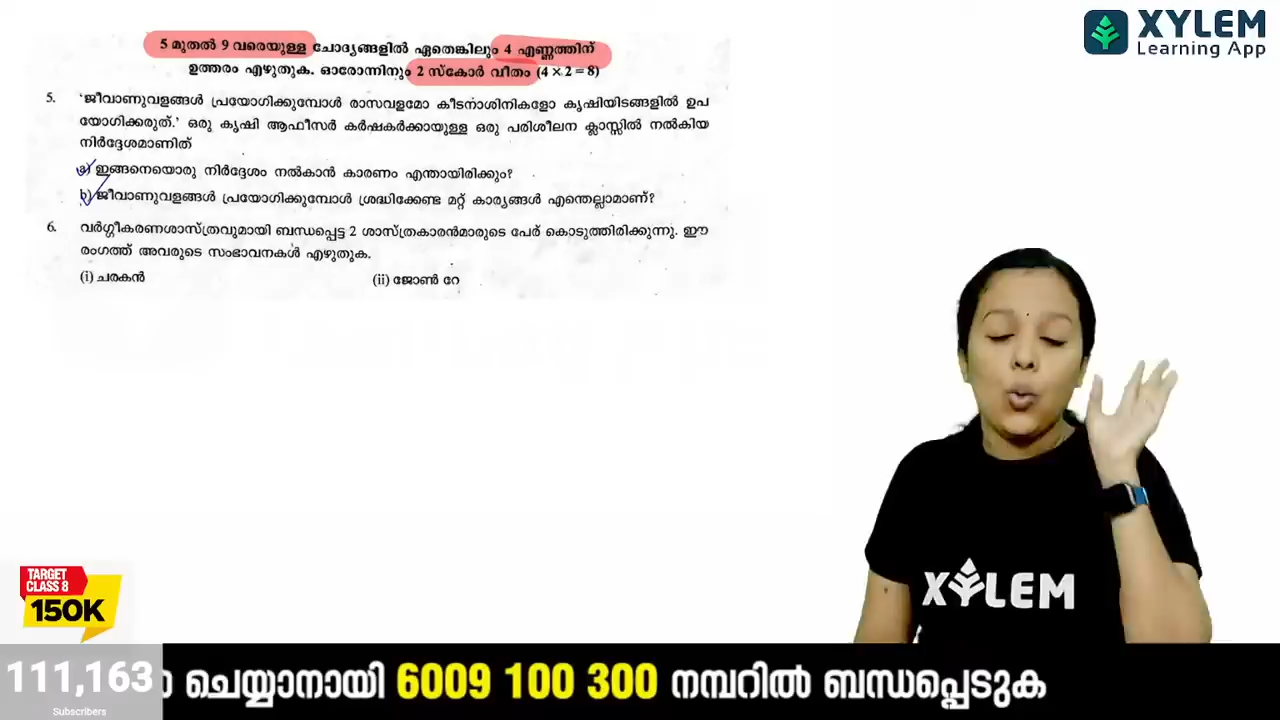 5 മുതൽ 9 വരെയുള്ള ചോദ്യങ്ങളിൽ ഏതെങ്കിലും 4 എണ്ണത്തിന്
ഉത്തരം എഴുതുക. ഓരോന്നിനും 2 സ്കോർ വീതം (4 × 2 = 8)
5. 'ജീവാണുവളങ്ങൾ പ്രയോഗിക്കുമ്പോൾ രാസവളമോ കീടനാശിനികളോ കൃഷിയിടങ്ങളിൽ ഉപ
യോഗിക്കരുത്.' ഒരു കൃഷി ആഫീസർ കർഷകർക്കായുള്ള ഒരു പരിശീലന ക്ലാസ്സിൽ നൽകിയ
നിർദ്ദേശമാണിത്
a) ഇങ്ങനെയൊരു നിർദ്ദേശം നൽകാൻ കാരണം എന്തായിരിക്കും?
b) ജീവാണുവളങ്ങൾ പ്രയോഗിക്കുമ്പോൾ ശ്രദ്ധിക്കേണ്ട മറ്റ് കാര്യങ്ങൾ എന്തെല്ലാമാണ്?
6. വർഗ്ഗീകരണശാസ്ത്രവുമായി ബന്ധപ്പെട്ട 2 ശാസ്ത്രകാരൻമാരുടെ പേര് കൊടുത്തിരിക്കുന്നു. ഈ
രംഗത്ത് അവരുടെ സംഭാവനകൾ എഴുതുക.
(i) ചരകൻ (ii) ജോൺ റേ
XYLEM
Learning App
XYLEM
TARGET
CLASS 8
150K
111,163
Subscribers
ചെയ്യാനായി 6009 100 300 നമ്പറിൽ ബന്ധപ്പെടുക